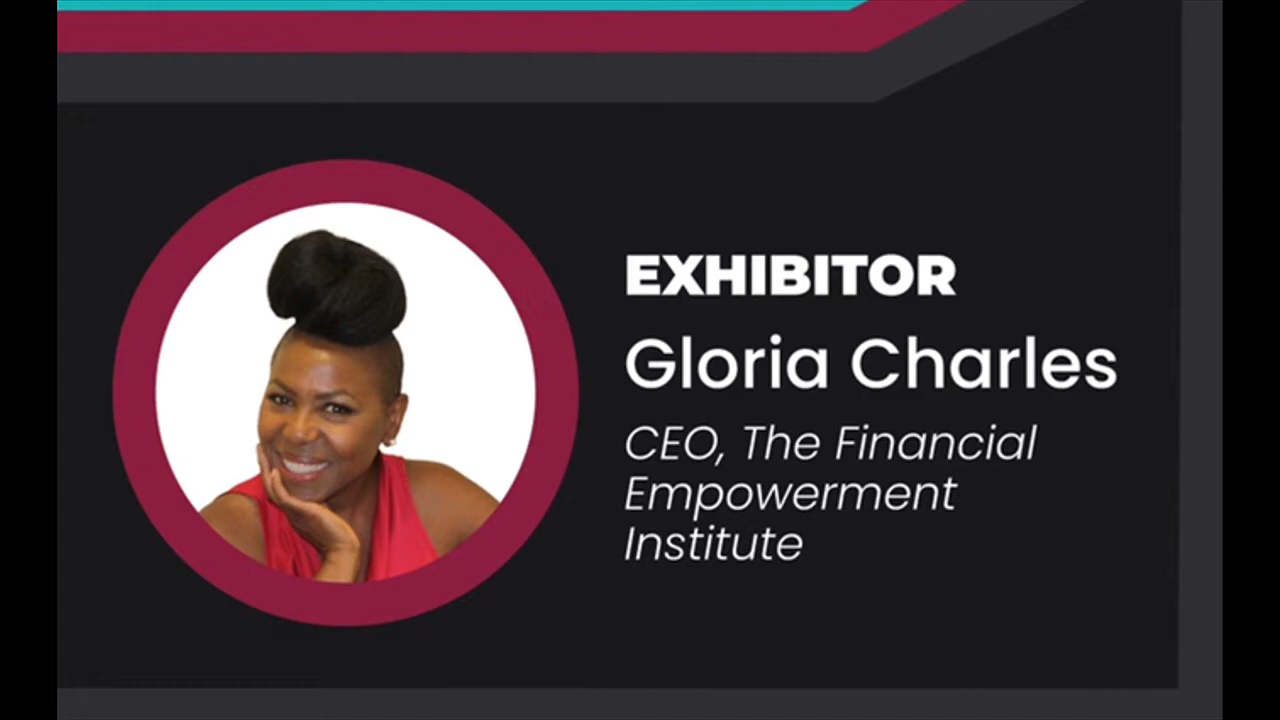 EXHIBITOR
Gloria Charles
CEO, The Financial
Empowerment
Institute